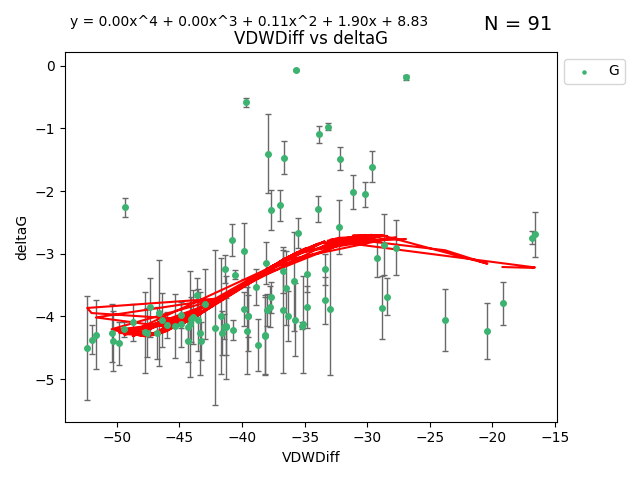 y = 0.00x^4 + 0.00x^3 + 0.11x^2 + 1.90x + 8.83
N = 91
VDWDiff vs deltaG
G
0
−1
−2
−3
−4
−5
deltaG
−50 −45 −40 −35 −30 −25 −20 −15
VDWDiff